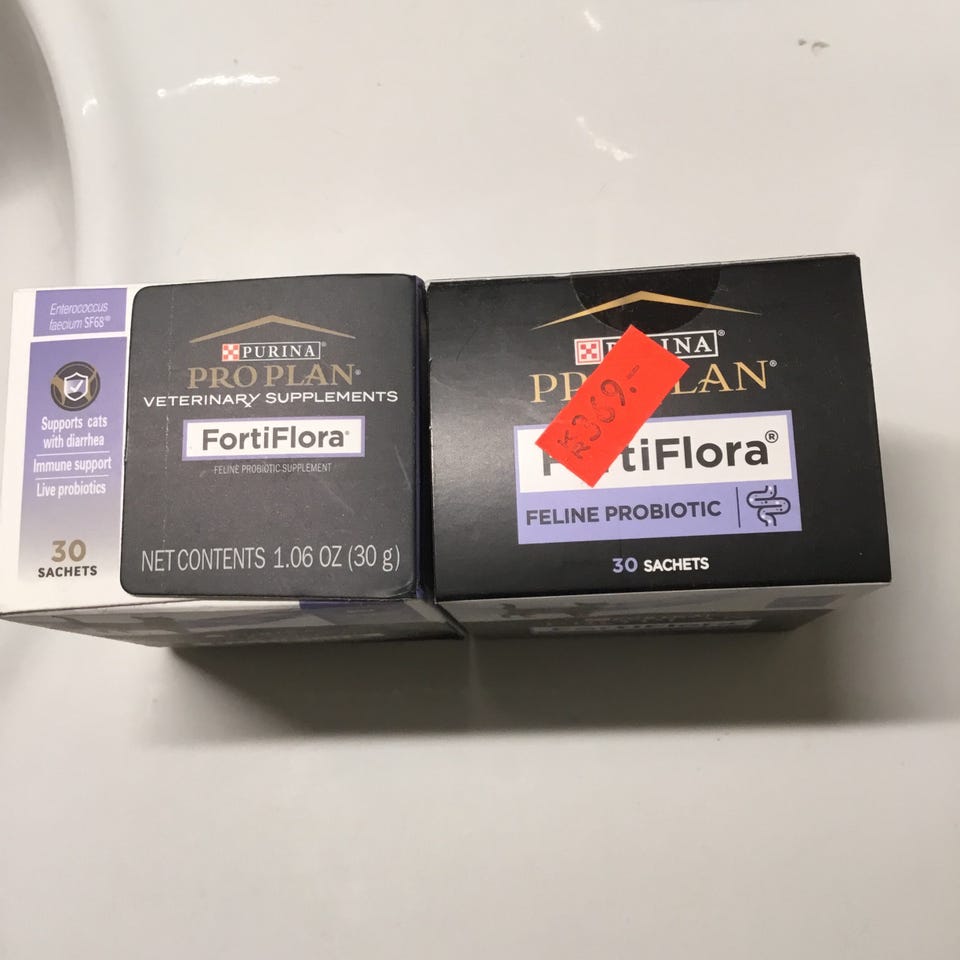 Enterococcus
faecium SF68®
Supports cats
with diarrhea
Immune support
Live probiotics
30
SACHETS
PURINA®
PRO PLAN®
VETERINARY SUPPLEMENTS
FortiFlora®
FELINE PROBIOTIC SUPPLEMENT
NET CONTENTS 1.06 OZ (30 g)
PURINA®
PRO PLAN®
369.-
FortiFlora®
FELINE PROBIOTIC
30 SACHETS